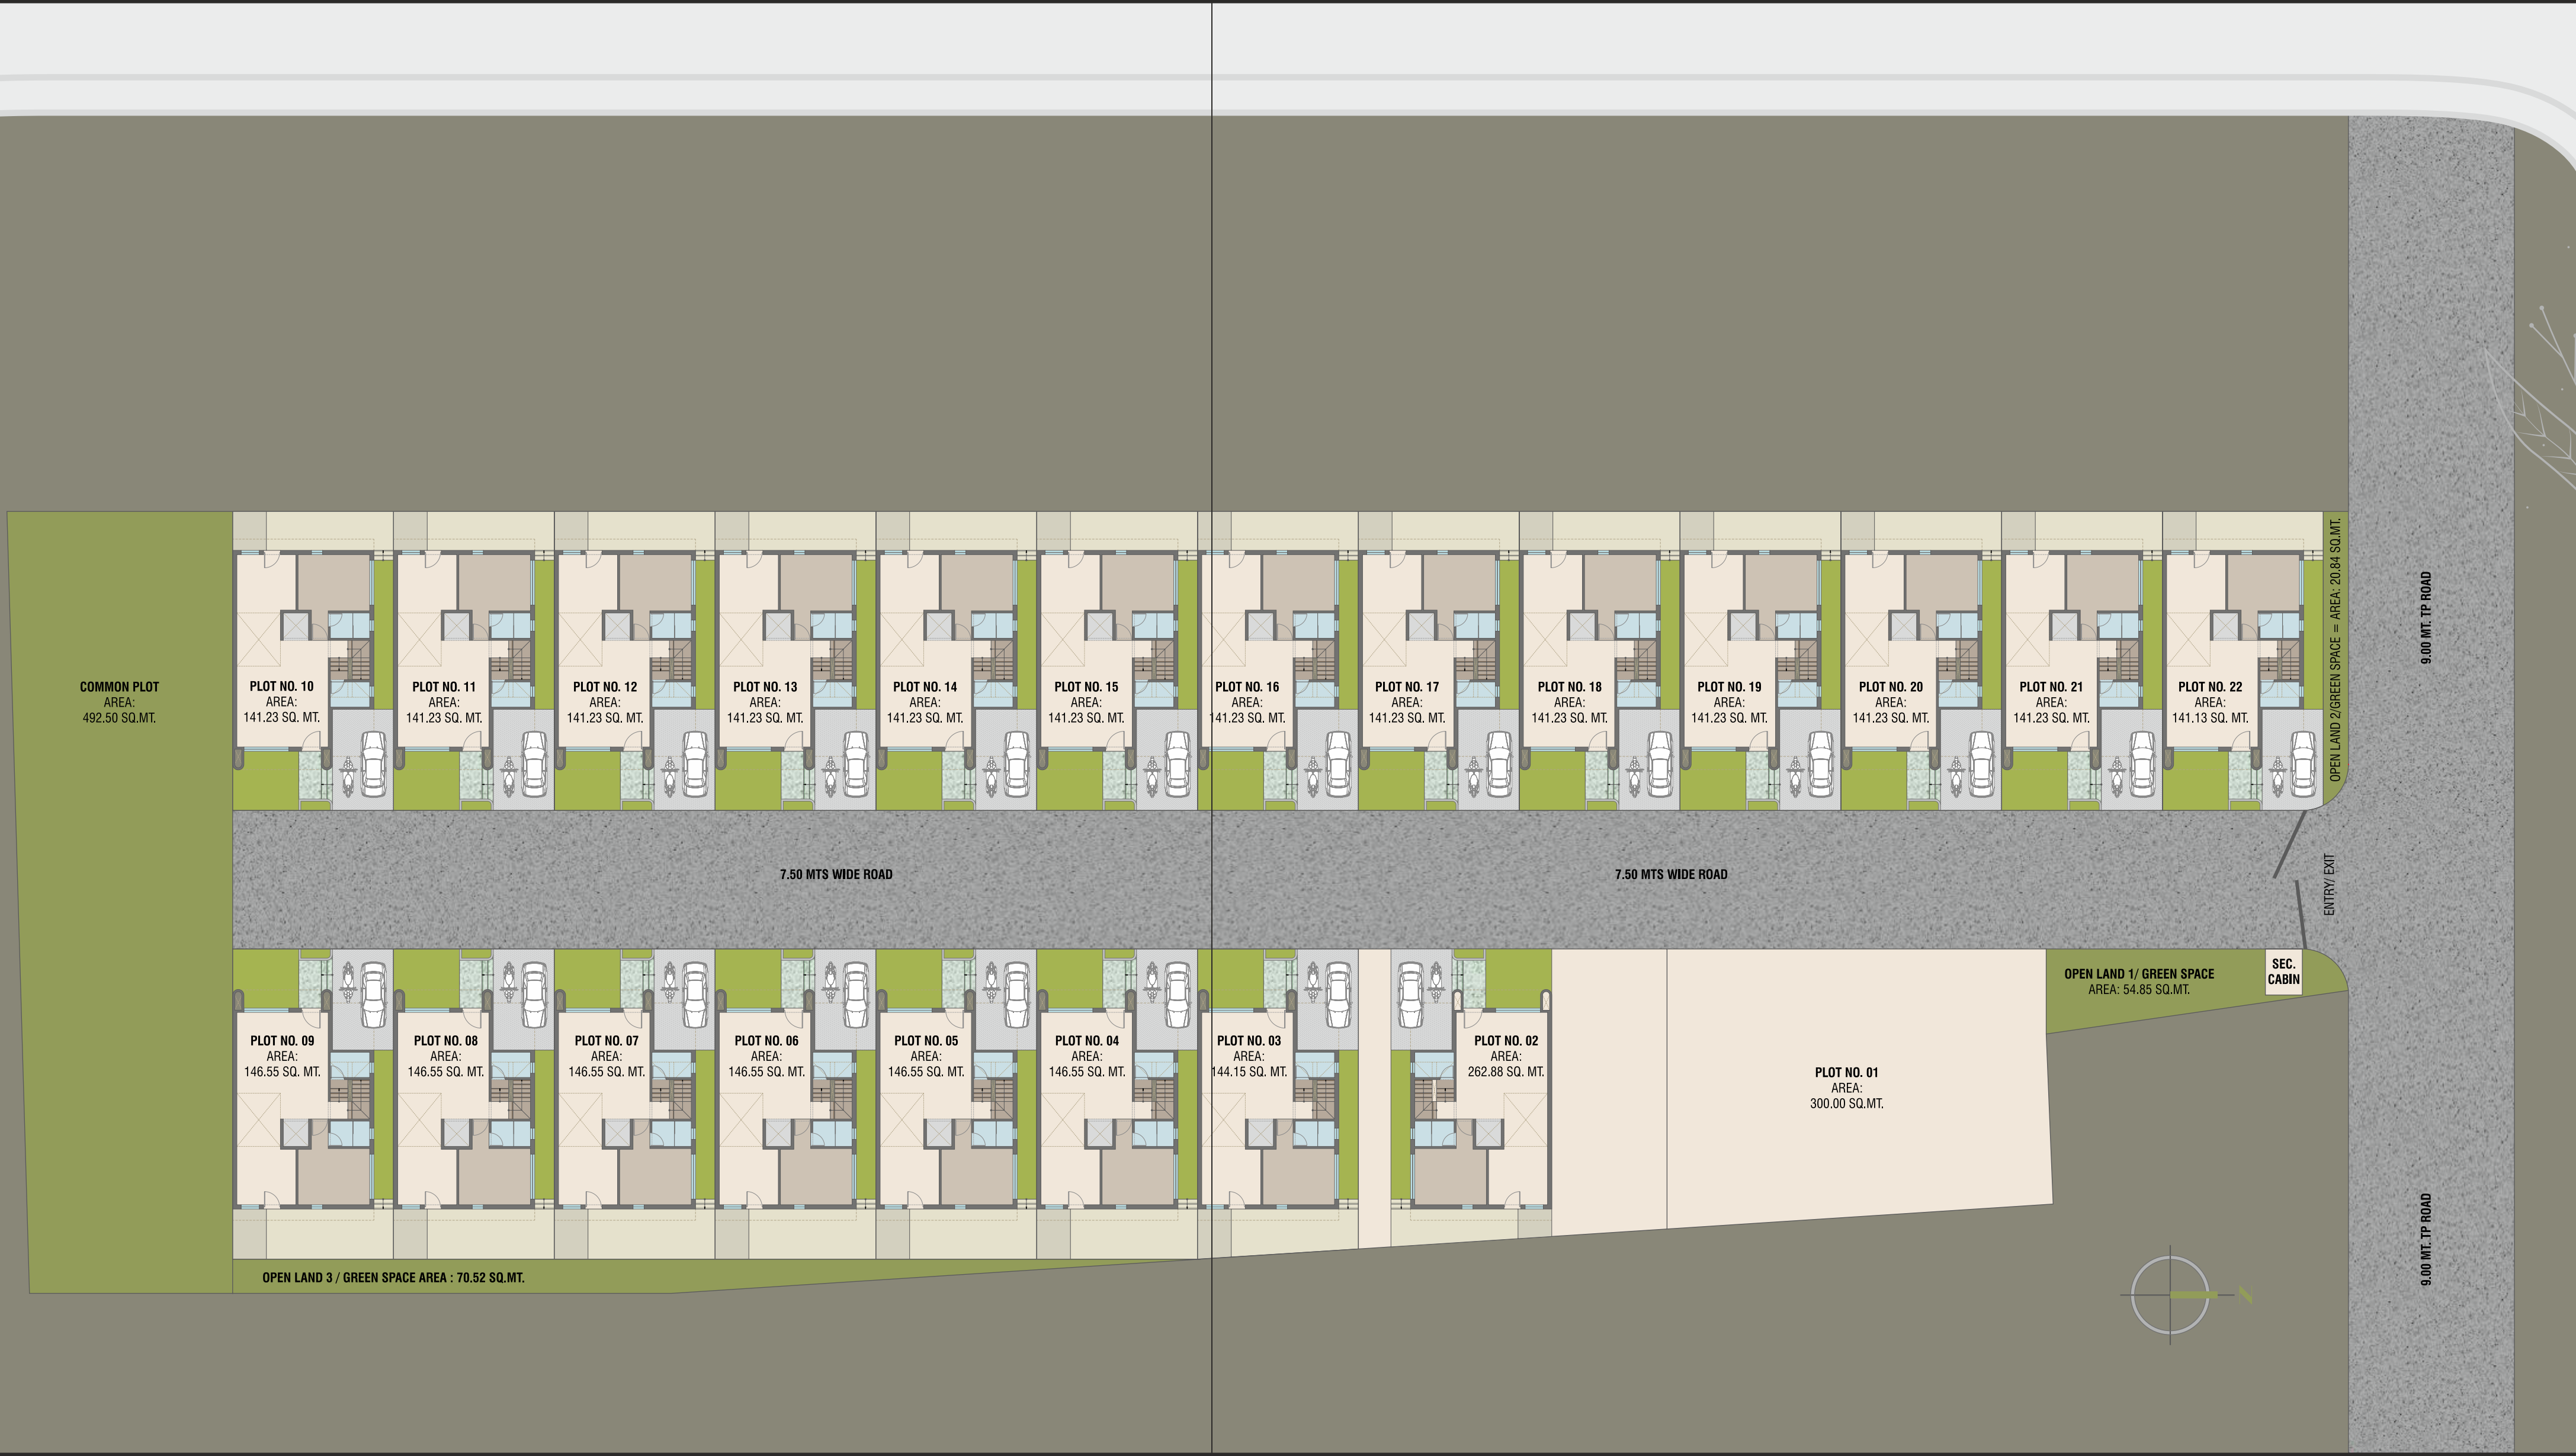 COMMON PLOT
AREA:
492.50 SQ.MT.
PLOT NO. 10
AREA:
141.23 SQ. MT.
PLOT NO. 11
AREA:
141.23 SQ. MT.
PLOT NO. 12
AREA:
141.23 SQ. MT.
PLOT NO. 13
AREA:
141.23 SQ. MT.
PLOT NO. 14
AREA:
141.23 SQ. MT.
PLOT NO. 15
AREA:
141.23 SQ. MT.
PLOT NO. 16
AREA:
141.23 SQ. MT.
PLOT NO. 17
AREA:
141.23 SQ. MT.
PLOT NO. 18
AREA:
141.23 SQ. MT.
PLOT NO. 19
AREA:
141.23 SQ. MT.
PLOT NO. 20
AREA:
141.23 SQ. MT.
PLOT NO. 21
AREA:
141.23 SQ. MT.
PLOT NO. 22
AREA:
141.13 SQ. MT.
OPEN LAND 2/GREEN SPACE = AREA: 20.84 SQ.MT.
9.00 MT. TP ROAD
7.50 MTS WIDE ROAD
7.50 MTS WIDE ROAD
ENTRY/ EXIT
PLOT NO. 09
AREA:
146.55 SQ. MT.
PLOT NO. 08
AREA:
146.55 SQ. MT.
PLOT NO. 07
AREA:
146.55 SQ. MT.
PLOT NO. 06
AREA:
146.55 SQ. MT.
PLOT NO. 05
AREA:
146.55 SQ. MT.
PLOT NO. 04
AREA:
146.55 SQ. MT.
PLOT NO. 03
AREA:
144.15 SQ. MT.
PLOT NO. 02
AREA:
262.88 SQ. MT.
PLOT NO. 01
AREA:
300.00 SQ.MT.
OPEN LAND 1/ GREEN SPACE
AREA: 54.85 SQ.MT.
SEC.
CABIN
OPEN LAND 3 / GREEN SPACE AREA : 70.52 SQ.MT.
9.00 MT. TP ROAD
N